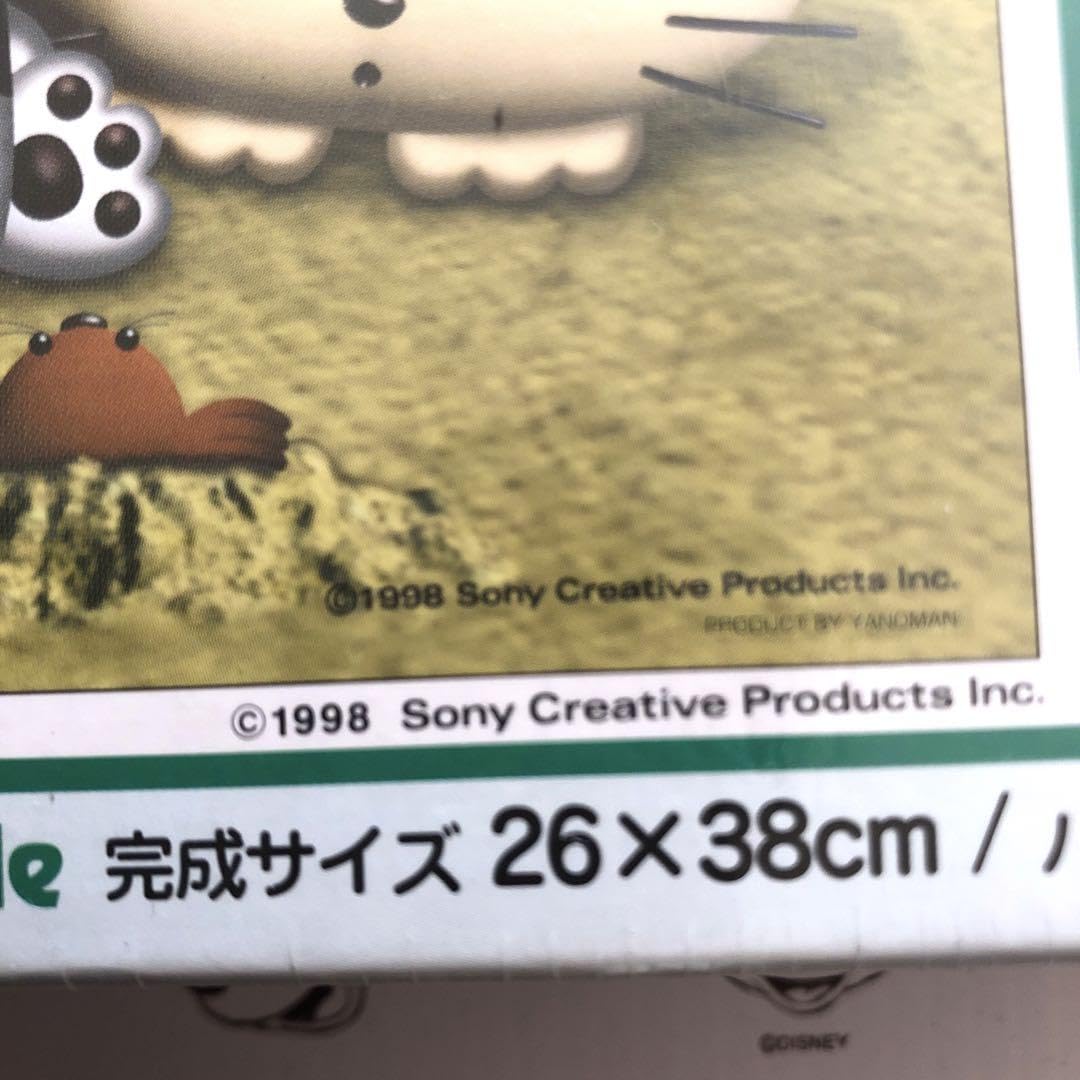 ©1998 Sony Creative Products Inc.
PRODUCT BY YANOMAN
©1998 Sony Creative Products Inc.
le 完成サイズ 26×38cm /
©DISNEY